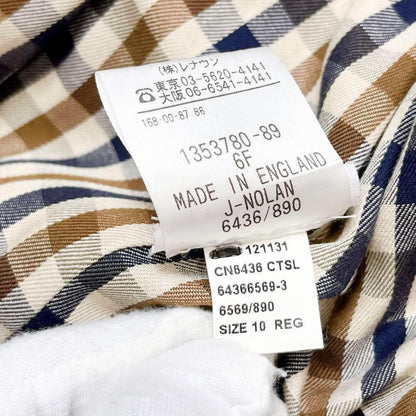 (株)レナウン
☎東京03-5620-4141
大阪06-6541-4141
168-00-87.86
1353780-89
6F
MADE IN ENGLAND
J-NOLAN
6436/890
121131
CN6436 CTSL
64366569-3
6569/890
SIZE 10 REG